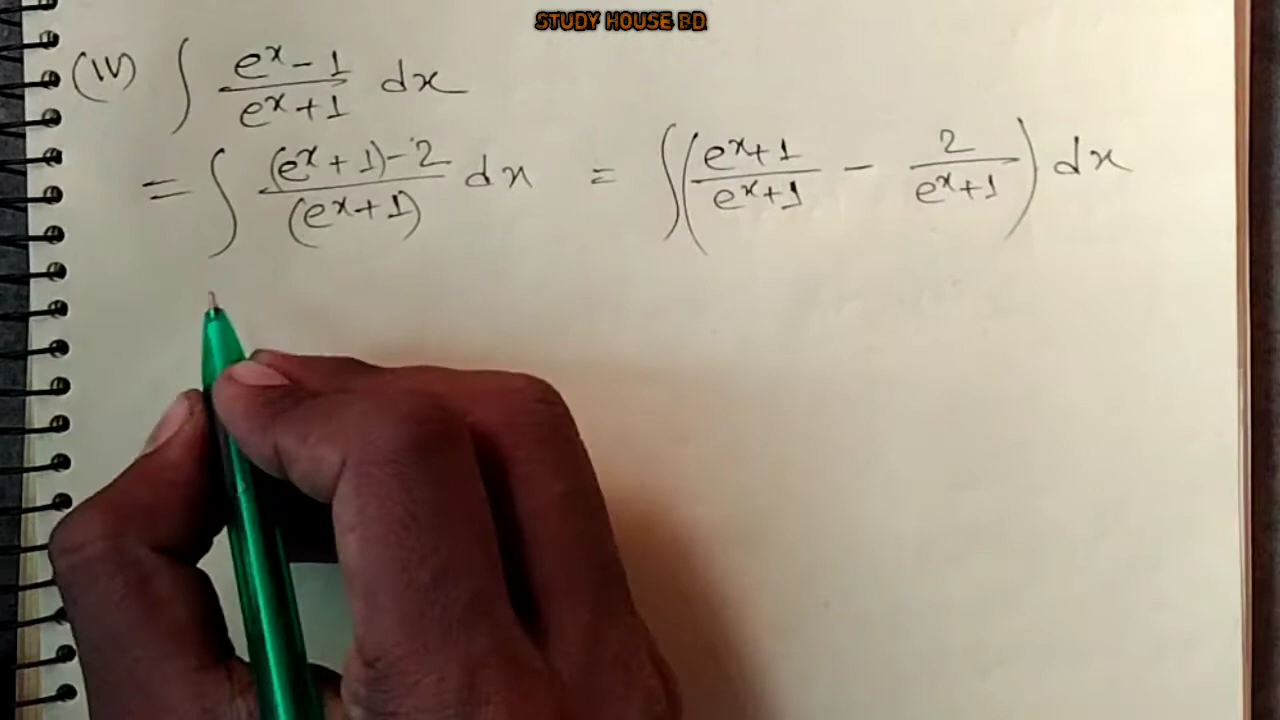 STUDY HOUSE BD
(IV) ∫ (e^x - 1)/(e^x + 1) dx
= ∫ ((e^x + 1) - 2)/((e^x + 1)) dx = ∫ ((e^x + 1)/(e^x + 1) - 2/(e^x + 1)) dx